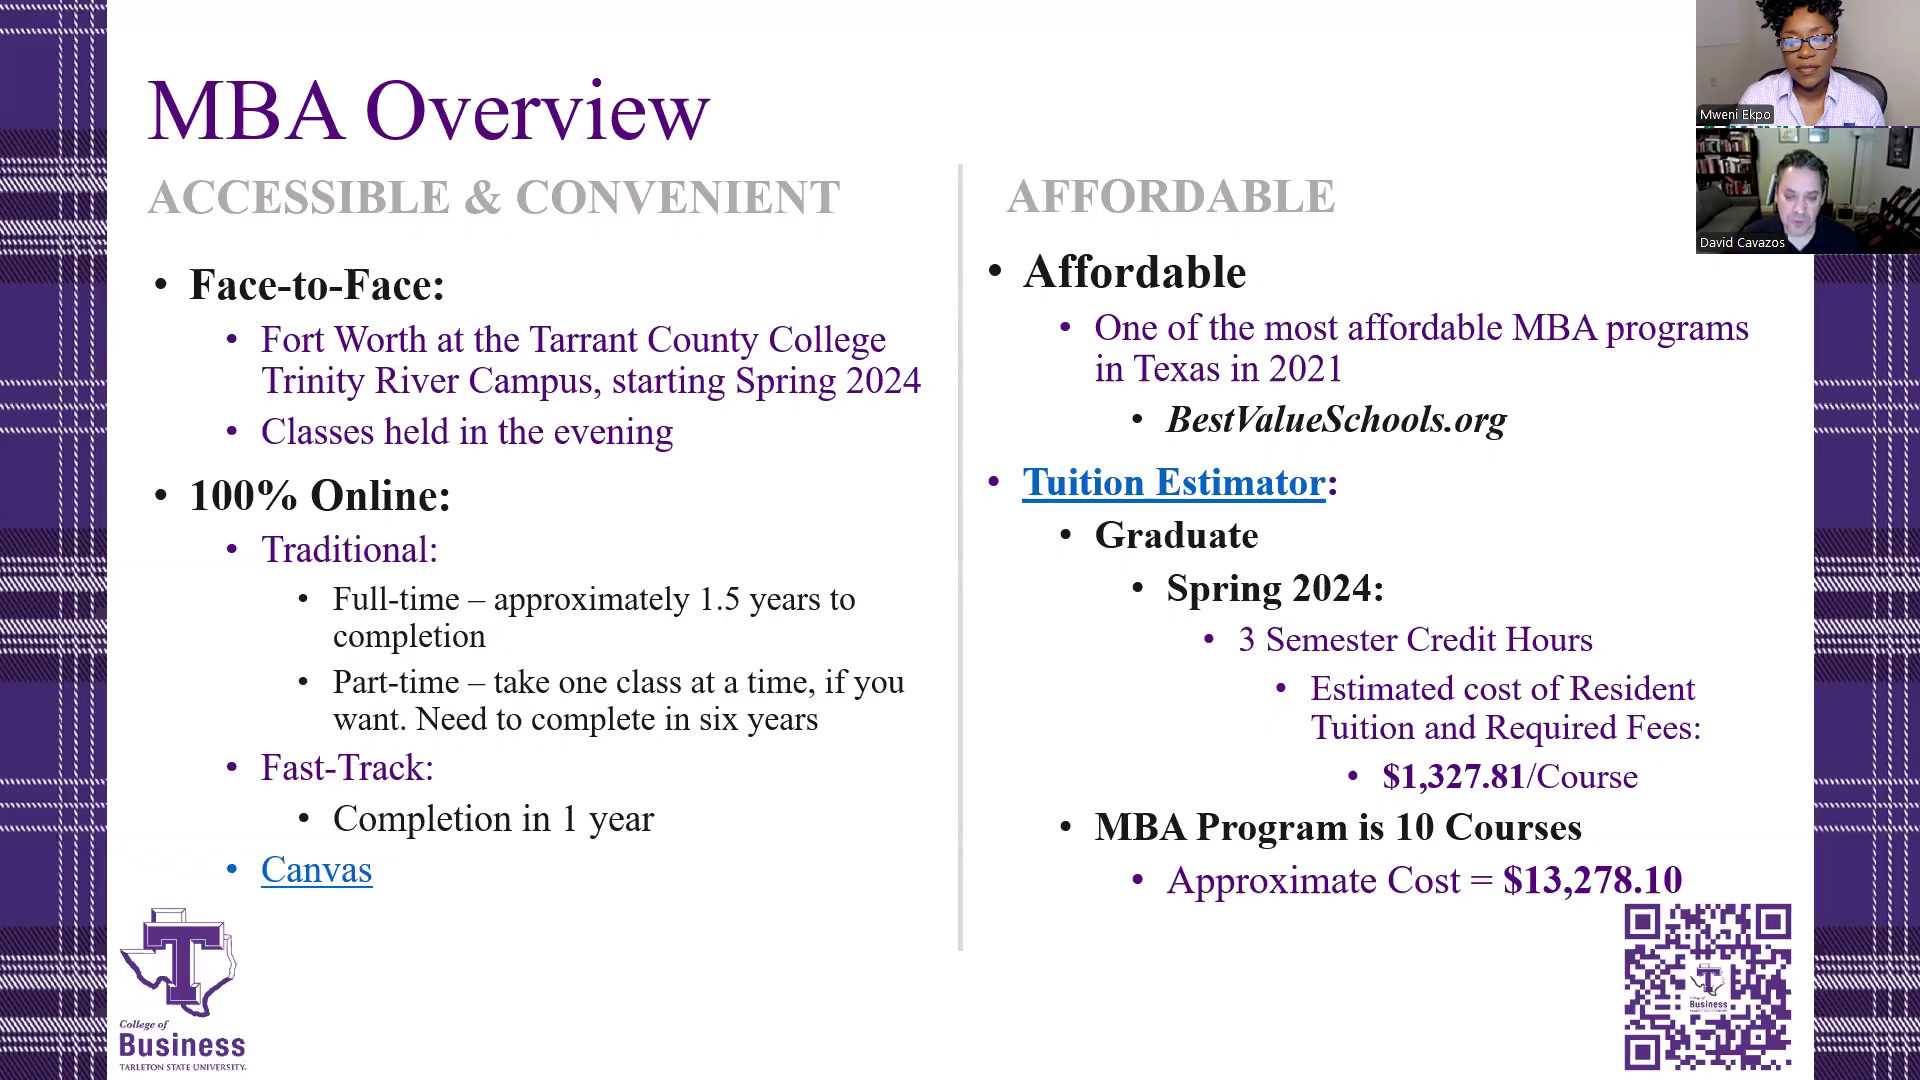 MBA Overview
ACCESSIBLE & CONVENIENT
• Face-to-Face:
• Fort Worth at the Tarrant County College
Trinity River Campus, starting Spring 2024
• Classes held in the evening
• 100% Online:
• Traditional:
• Full-time – approximately 1.5 years to
completion
• Part-time – take one class at a time, if you
want. Need to complete in six years
• Fast-Track:
• Completion in 1 year
• Canvas
AFFORDABLE
• Affordable
• One of the most affordable MBA programs
in Texas in 2021
• BestValueSchools.org
• Tuition Estimator:
• Graduate
• Spring 2024:
• 3 Semester Credit Hours
• Estimated cost of Resident
Tuition and Required Fees:
• $1,327.81/Course
• MBA Program is 10 Courses
• Approximate Cost = $13,278.10
Mweni Ekpo
David Cavazos
T
College of
Business
TARLETON STATE UNIVERSITY
T
College of
Business